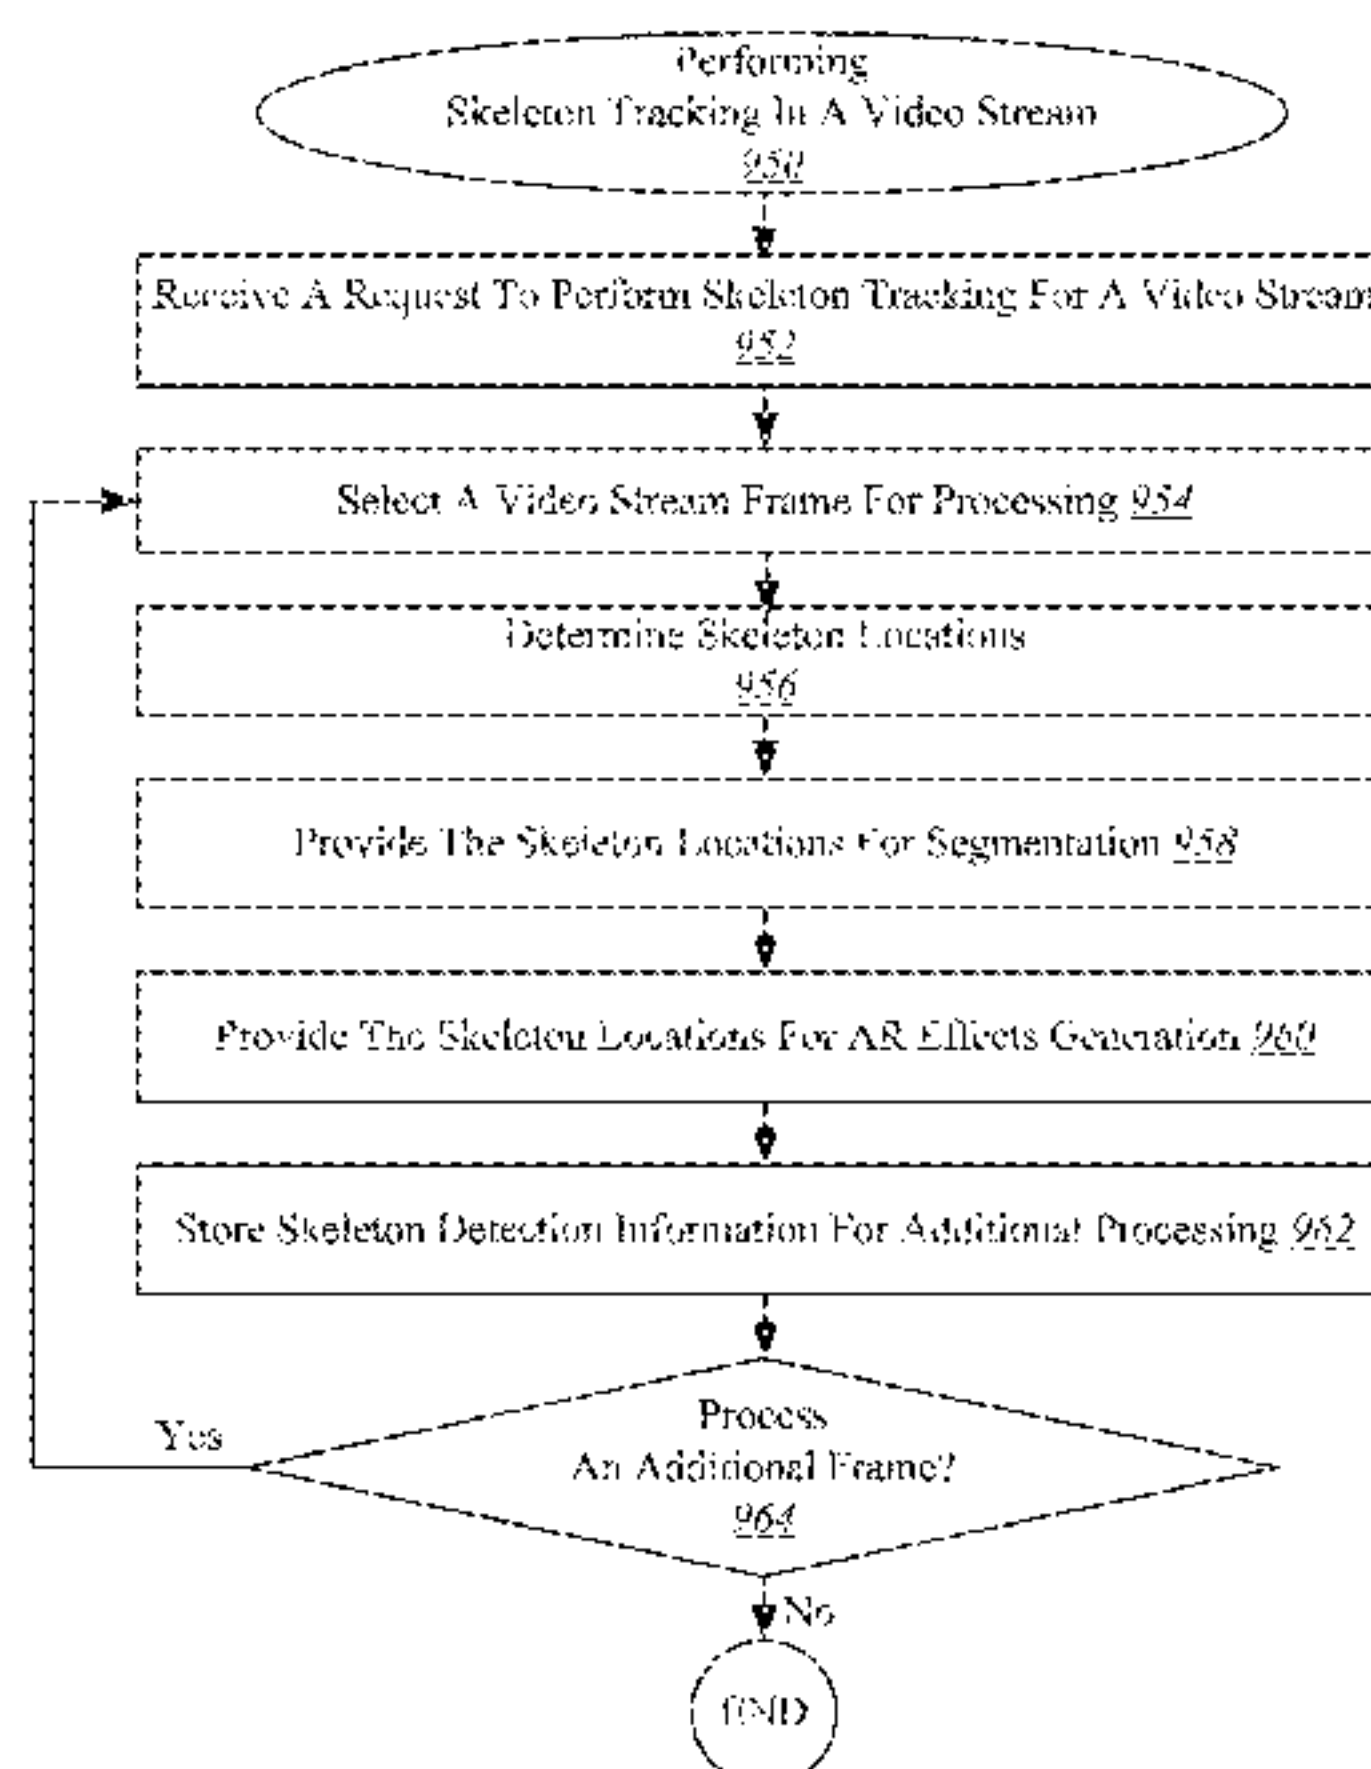 Performing
Skeleton Tracking In A Video Stream
950
Receive A Request To Perform Skeleton Tracking For A Video Stream
952
Select A Video Stream Frame For Processing 954
Determine Skeleton Locations
956
Provide The Skeleton Locations For Segmentation 958
Provide The Skeleton Locations For AR Effects Generation 960
Store Skeleton Detection Information For Additional Processing 962
Process
Yes
An Additional Frame?
964
No
END